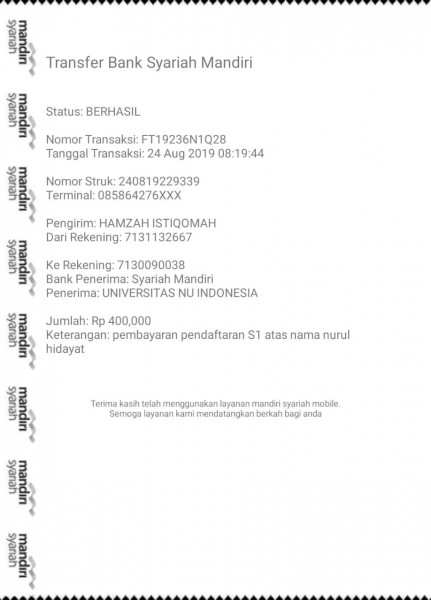 mandiri
syariah
mandiri
syariah
mandiri
syariah
mandiri
syariah
mandiri
syariah
mandiri
syariah
mandiri
syariah
mandiri
syariah
Transfer Bank Syariah Mandiri
Status: BERHASIL
Nomor Transaksi: FT19236N1Q28
Tanggal Transaksi: 24 Aug 2019 08:19:44
Nomor Struk: 240819229339
Terminal: 085864276XXX
Pengirim: HAMZAH ISTIQOMAH
Dari Rekening: 7131132667
Ke Rekening: 7130090038
Bank Penerima: Syariah Mandiri
Penerima: UNIVERSITAS NU INDONESIA
Jumlah: Rp 400,000
Keterangan: pembayaran pendaftaran S1 atas nama nurul
hidayat
Terima kasih telah menggunakan layanan mandiri syariah mobile.
Semoga layanan kami mendatangkan berkah bagi anda